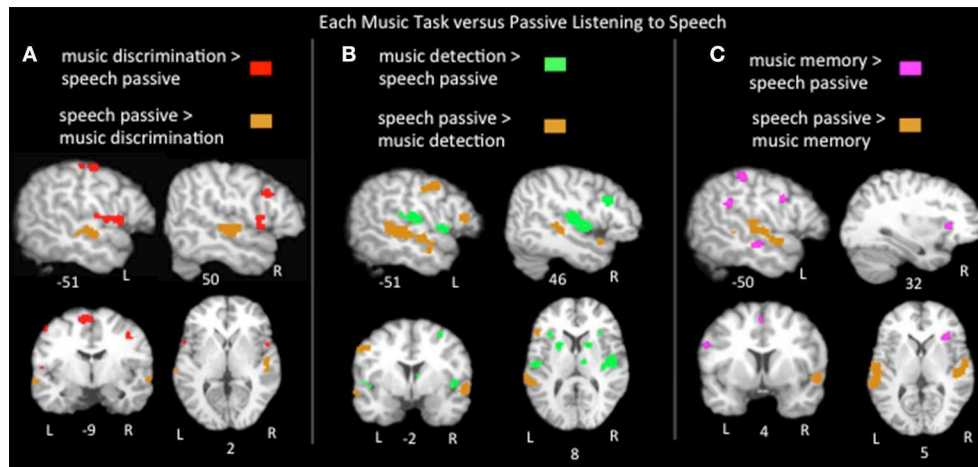 Each Music Task versus Passive Listening to Speech
A
music discrimination >
speech passive
speech passive >
music discrimination
-51
L
50
R
L
-9
R
L
2
R
B
music detection >
speech passive
speech passive >
music detection
-51
L
46
R
L
-2
R
L
8
R
C
music memory >
speech passive
speech passive >
music memory
-50
L
32
R
L
4
R
L
5
R